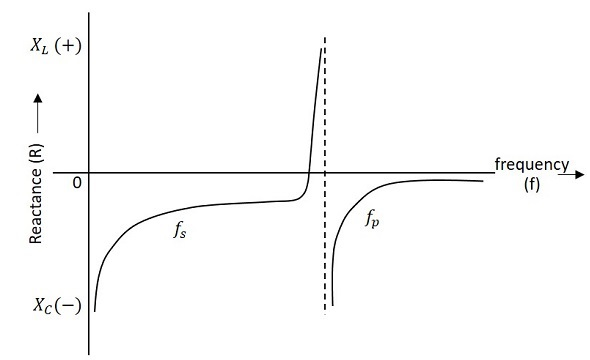 X_L (+)
Reactance (R)
0
frequency
(f)
f_s
f_p
X_C (−)